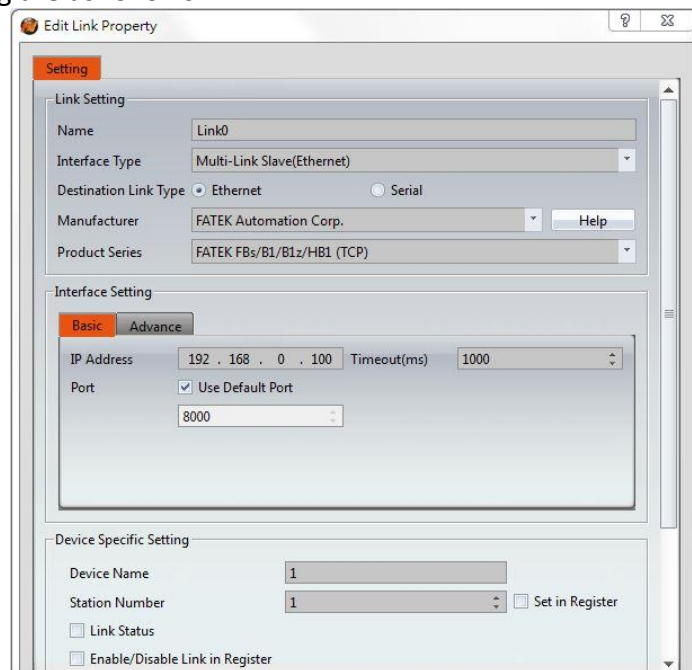 Edit Link Property
Setting
Link Setting
Name Link0
Interface Type Multi-Link Slave(Ethernet)
Destination Link Type Ethernet Serial
Manufacturer FATEK Automation Corp. Help
Product Series FATEK FBs/B1/B1z/HB1 (TCP)
Interface Setting
Basic Advance
IP Address 192 . 168 . 0 . 100 Timeout(ms) 1000
Port Use Default Port
8000
Device Specific Setting
Device Name 1
Station Number 1 Set in Register
Link Status
Enable/Disable Link in Register